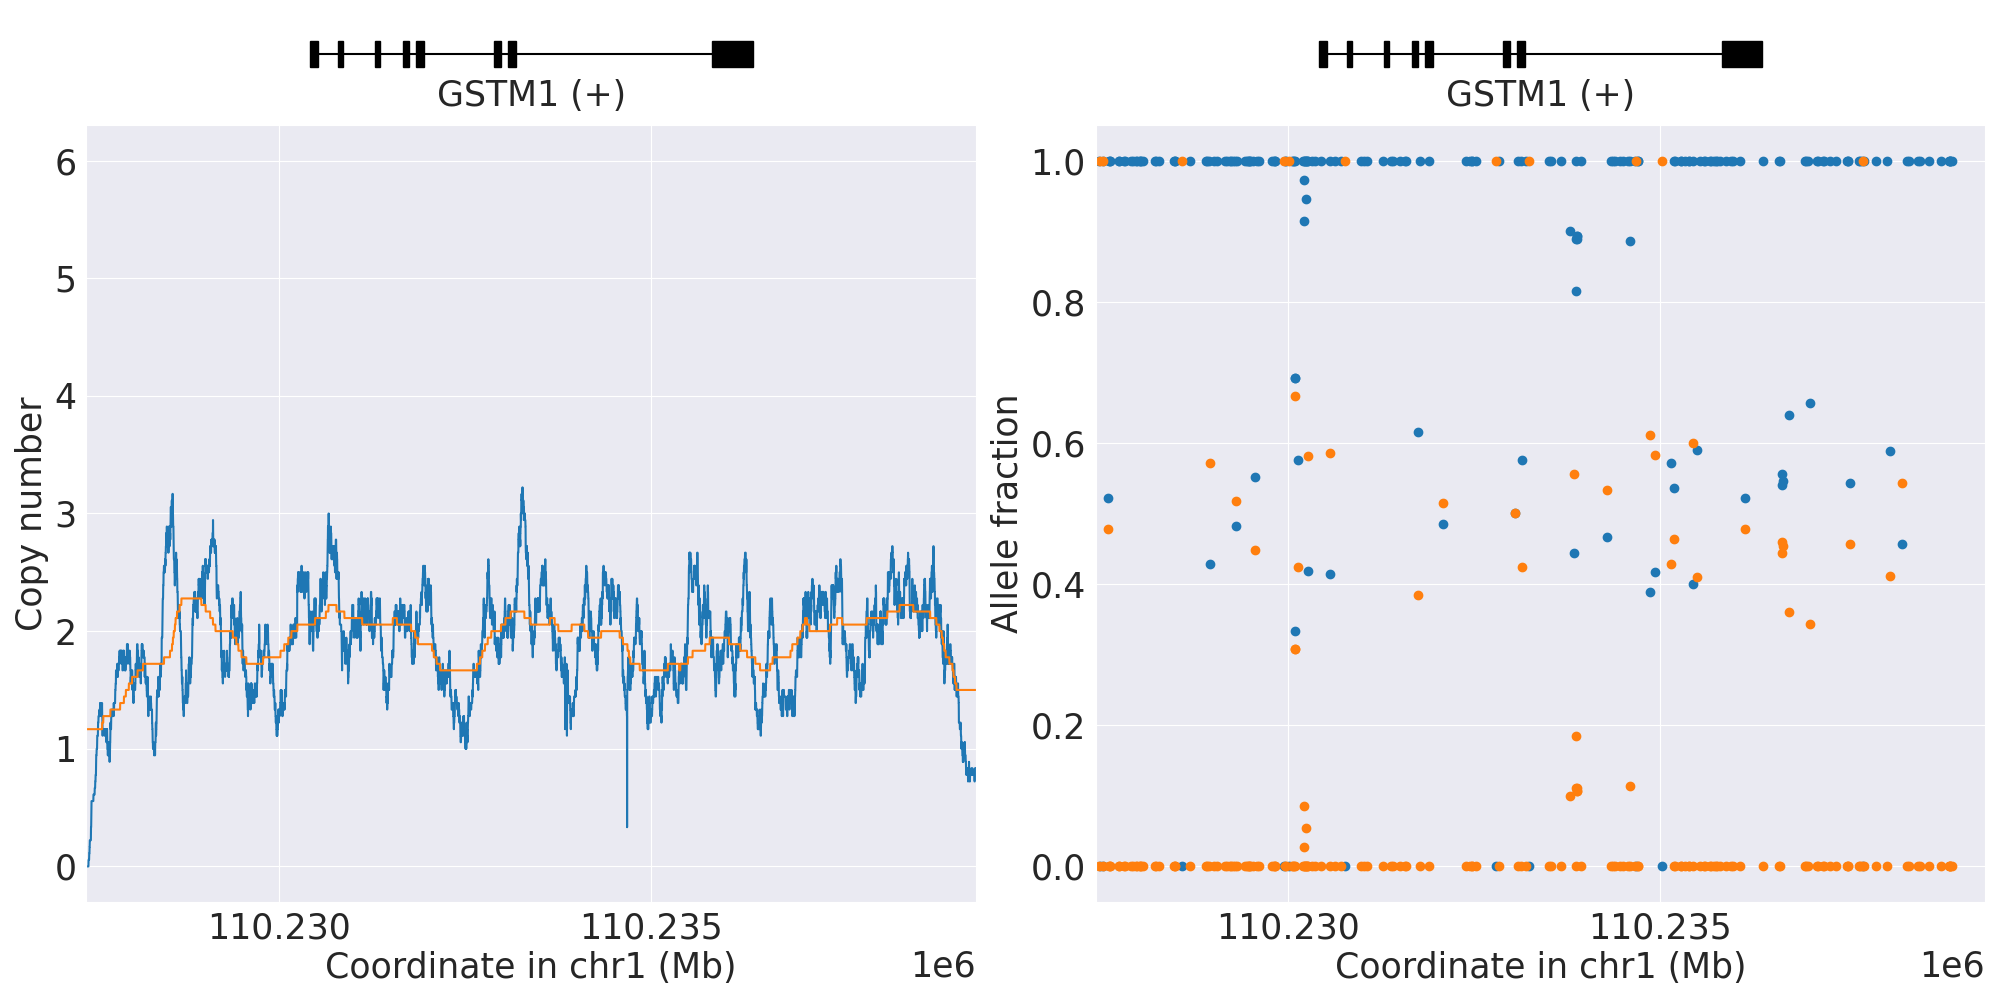 GSTM1 (+)
6
5
4
3
2
1
0
Copy number
110.230
110.235
Coordinate in chr1 (Mb)
1e6
GSTM1 (+)
1.0
0.8
0.6
0.4
0.2
0.0
Allele fraction
110.230
110.235
Coordinate in chr1 (Mb)
1e6